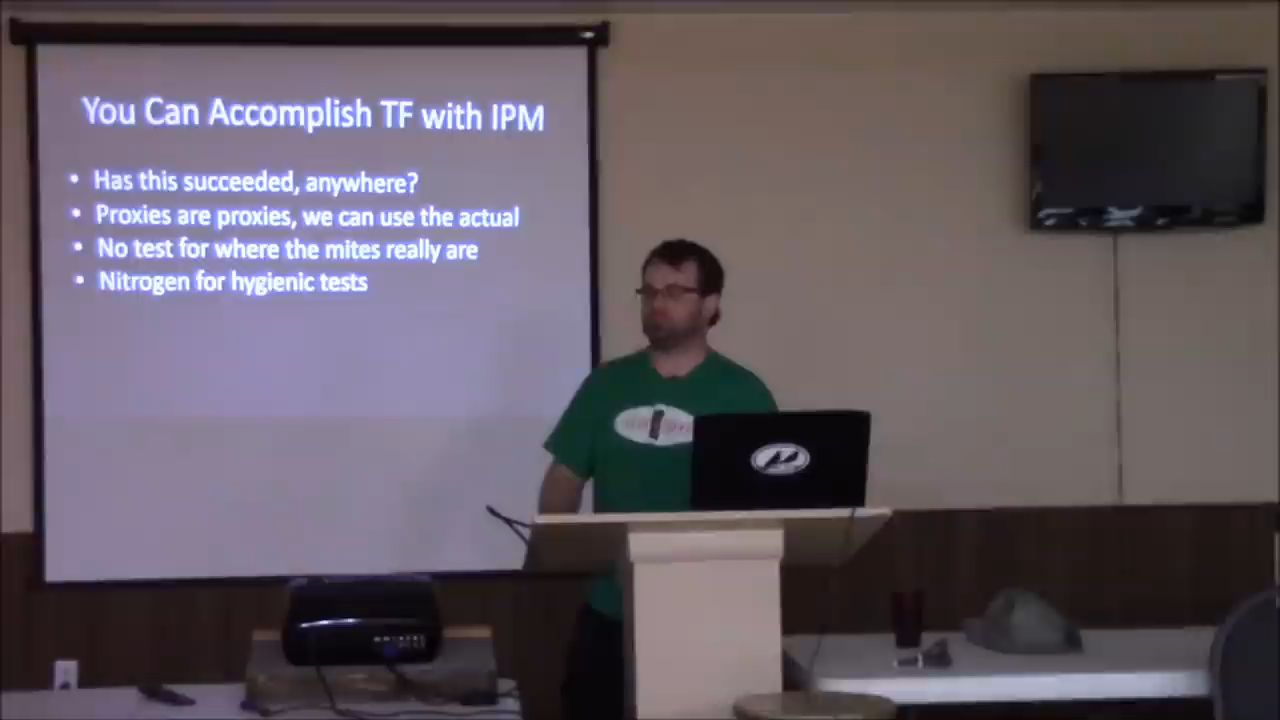 You Can Accomplish TF with IPM
• Has this succeeded, anywhere?
• Proxies are proxies, we can use the actual
• No test for where the mites really are
• Nitrogen for hygienic tests